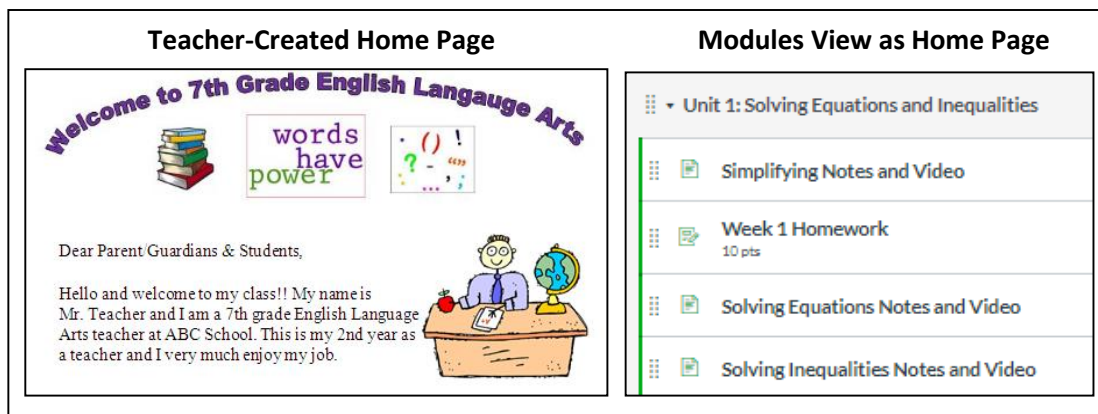 Teacher-Created Home Page
Welcome to 7th Grade English Langauge Arts
words
have
power
. () !
? - “”
: ... , ;
Dear Parent/Guardians & Students,
Hello and welcome to my class!! My name is
Mr. Teacher and I am a 7th grade English Language
Arts teacher at ABC School. This is my 2nd year as
a teacher and I very much enjoy my job.
Modules View as Home Page
Unit 1: Solving Equations and Inequalities
Simplifying Notes and Video
Week 1 Homework
10 pts
Solving Equations Notes and Video
Solving Inequalities Notes and Video